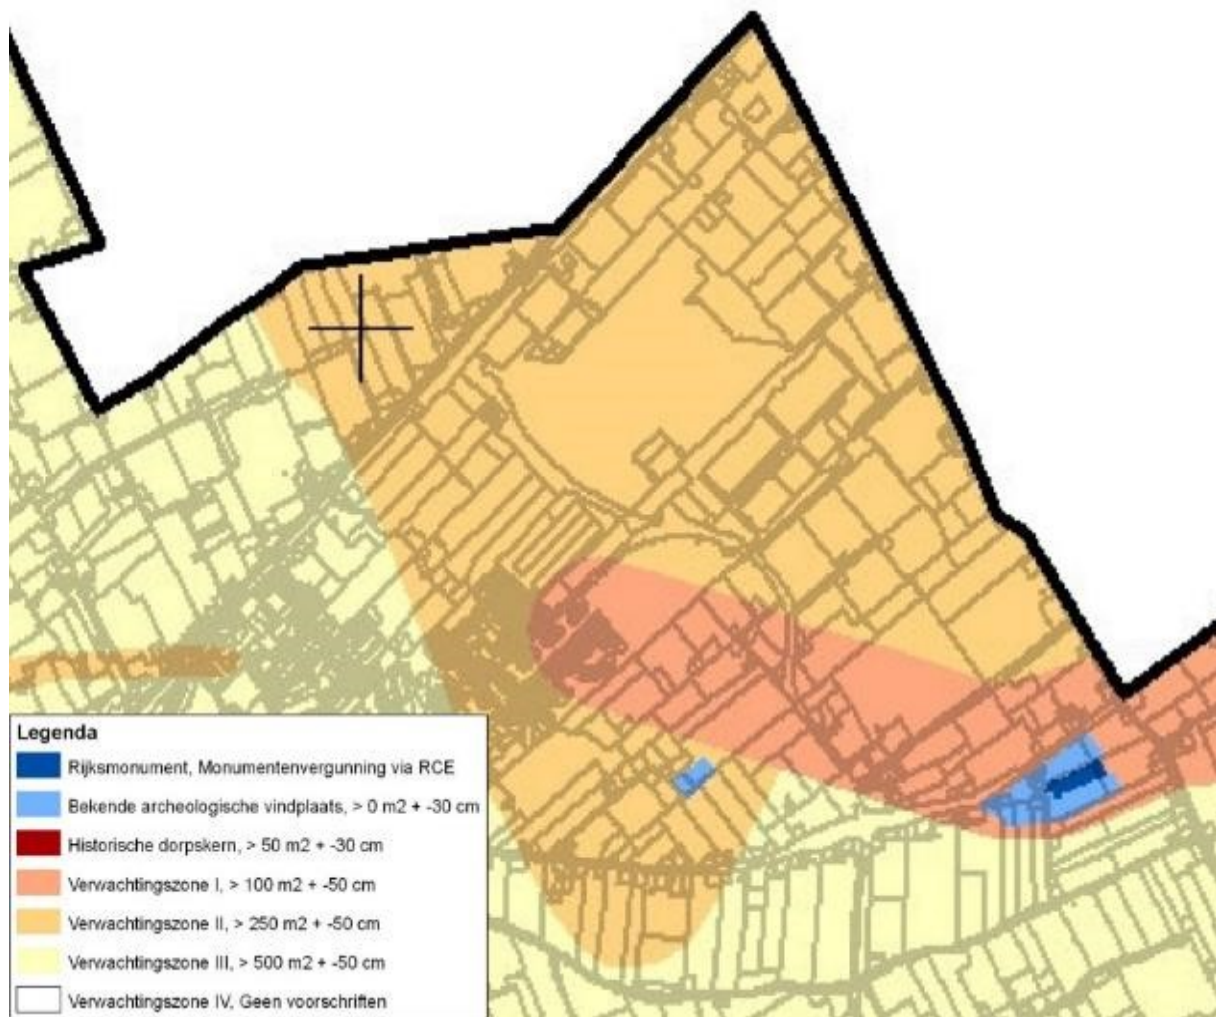 Legenda
Rijksmonument, Monumentenvergunning via RCE
Bekende archeologische vindplaats, > 0 m2 + -30 cm
Historische dorpskern, > 50 m2 + -30 cm
Verwachtingszone I, > 100 m2 + -50 cm
Verwachtingszone II, > 250 m2 + -50 cm
Verwachtingszone III, > 500 m2 + -50 cm
Verwachtingszone IV, Geen voorschriften